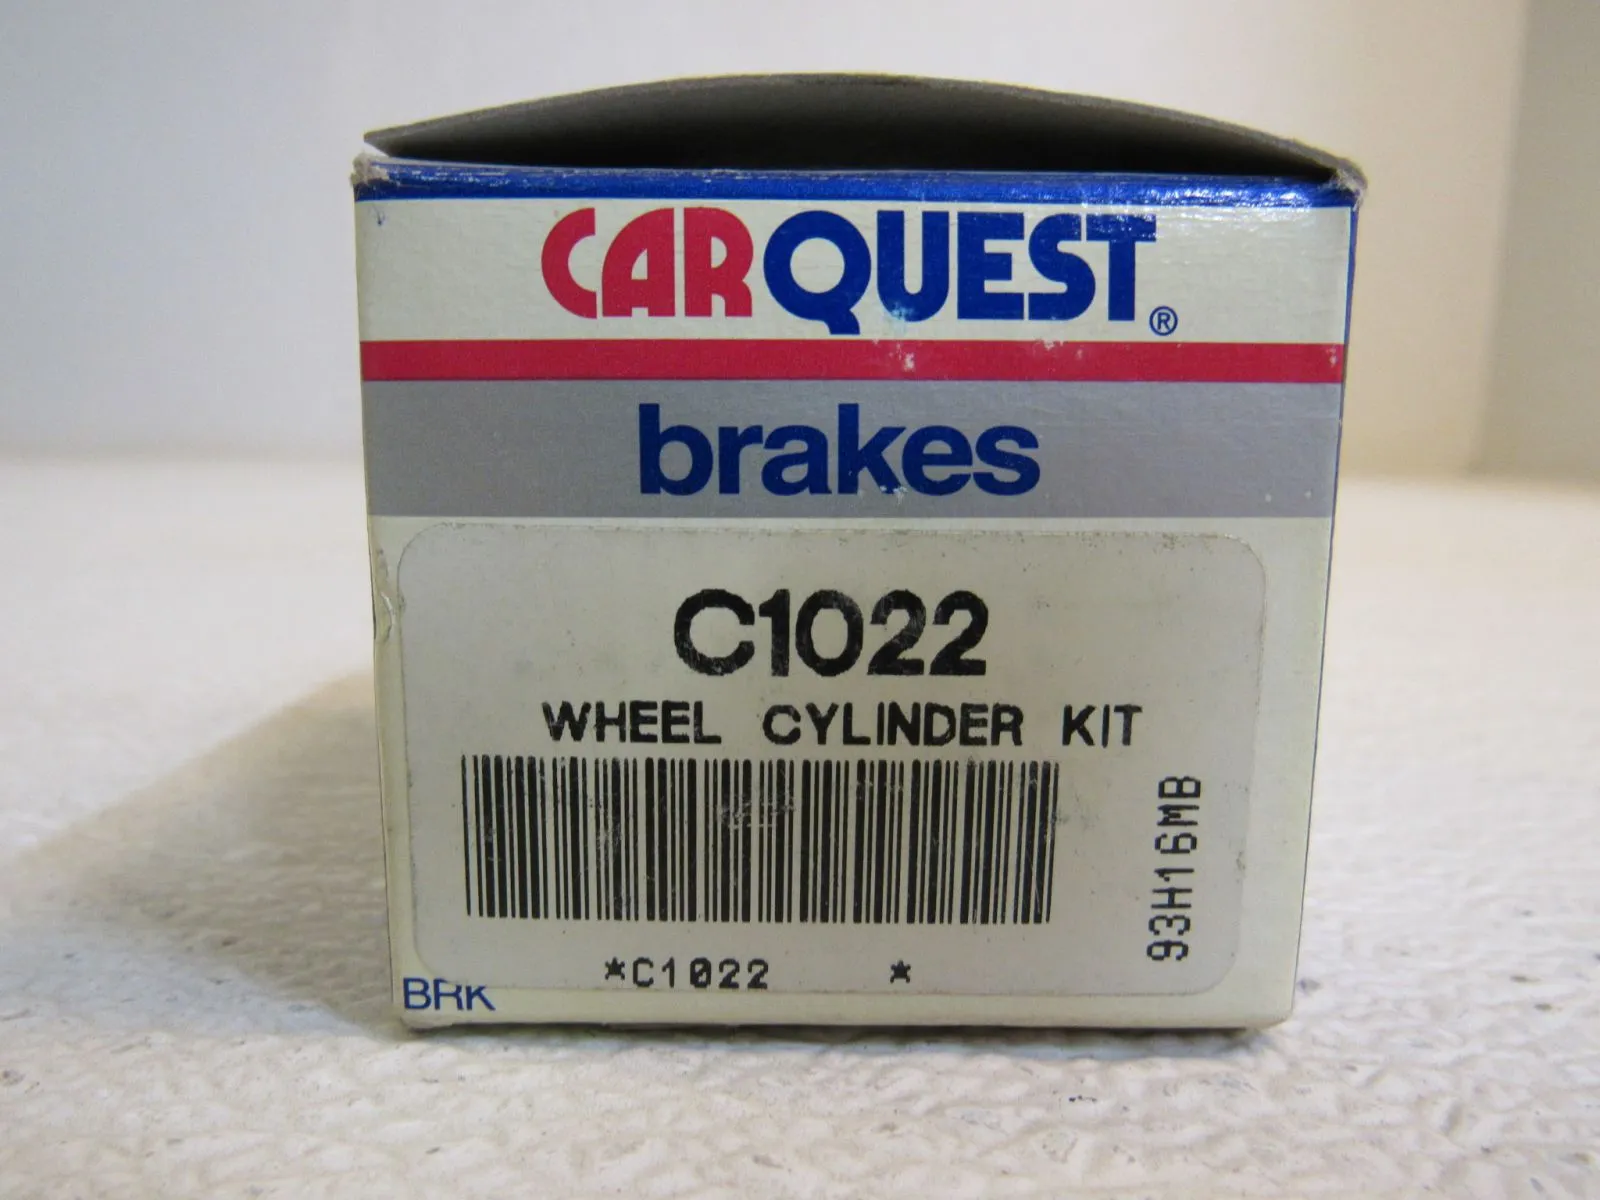 CARQUEST®
brakes
C1022
WHEEL CYLINDER KIT
*C1022 *
93H16MB
BRK